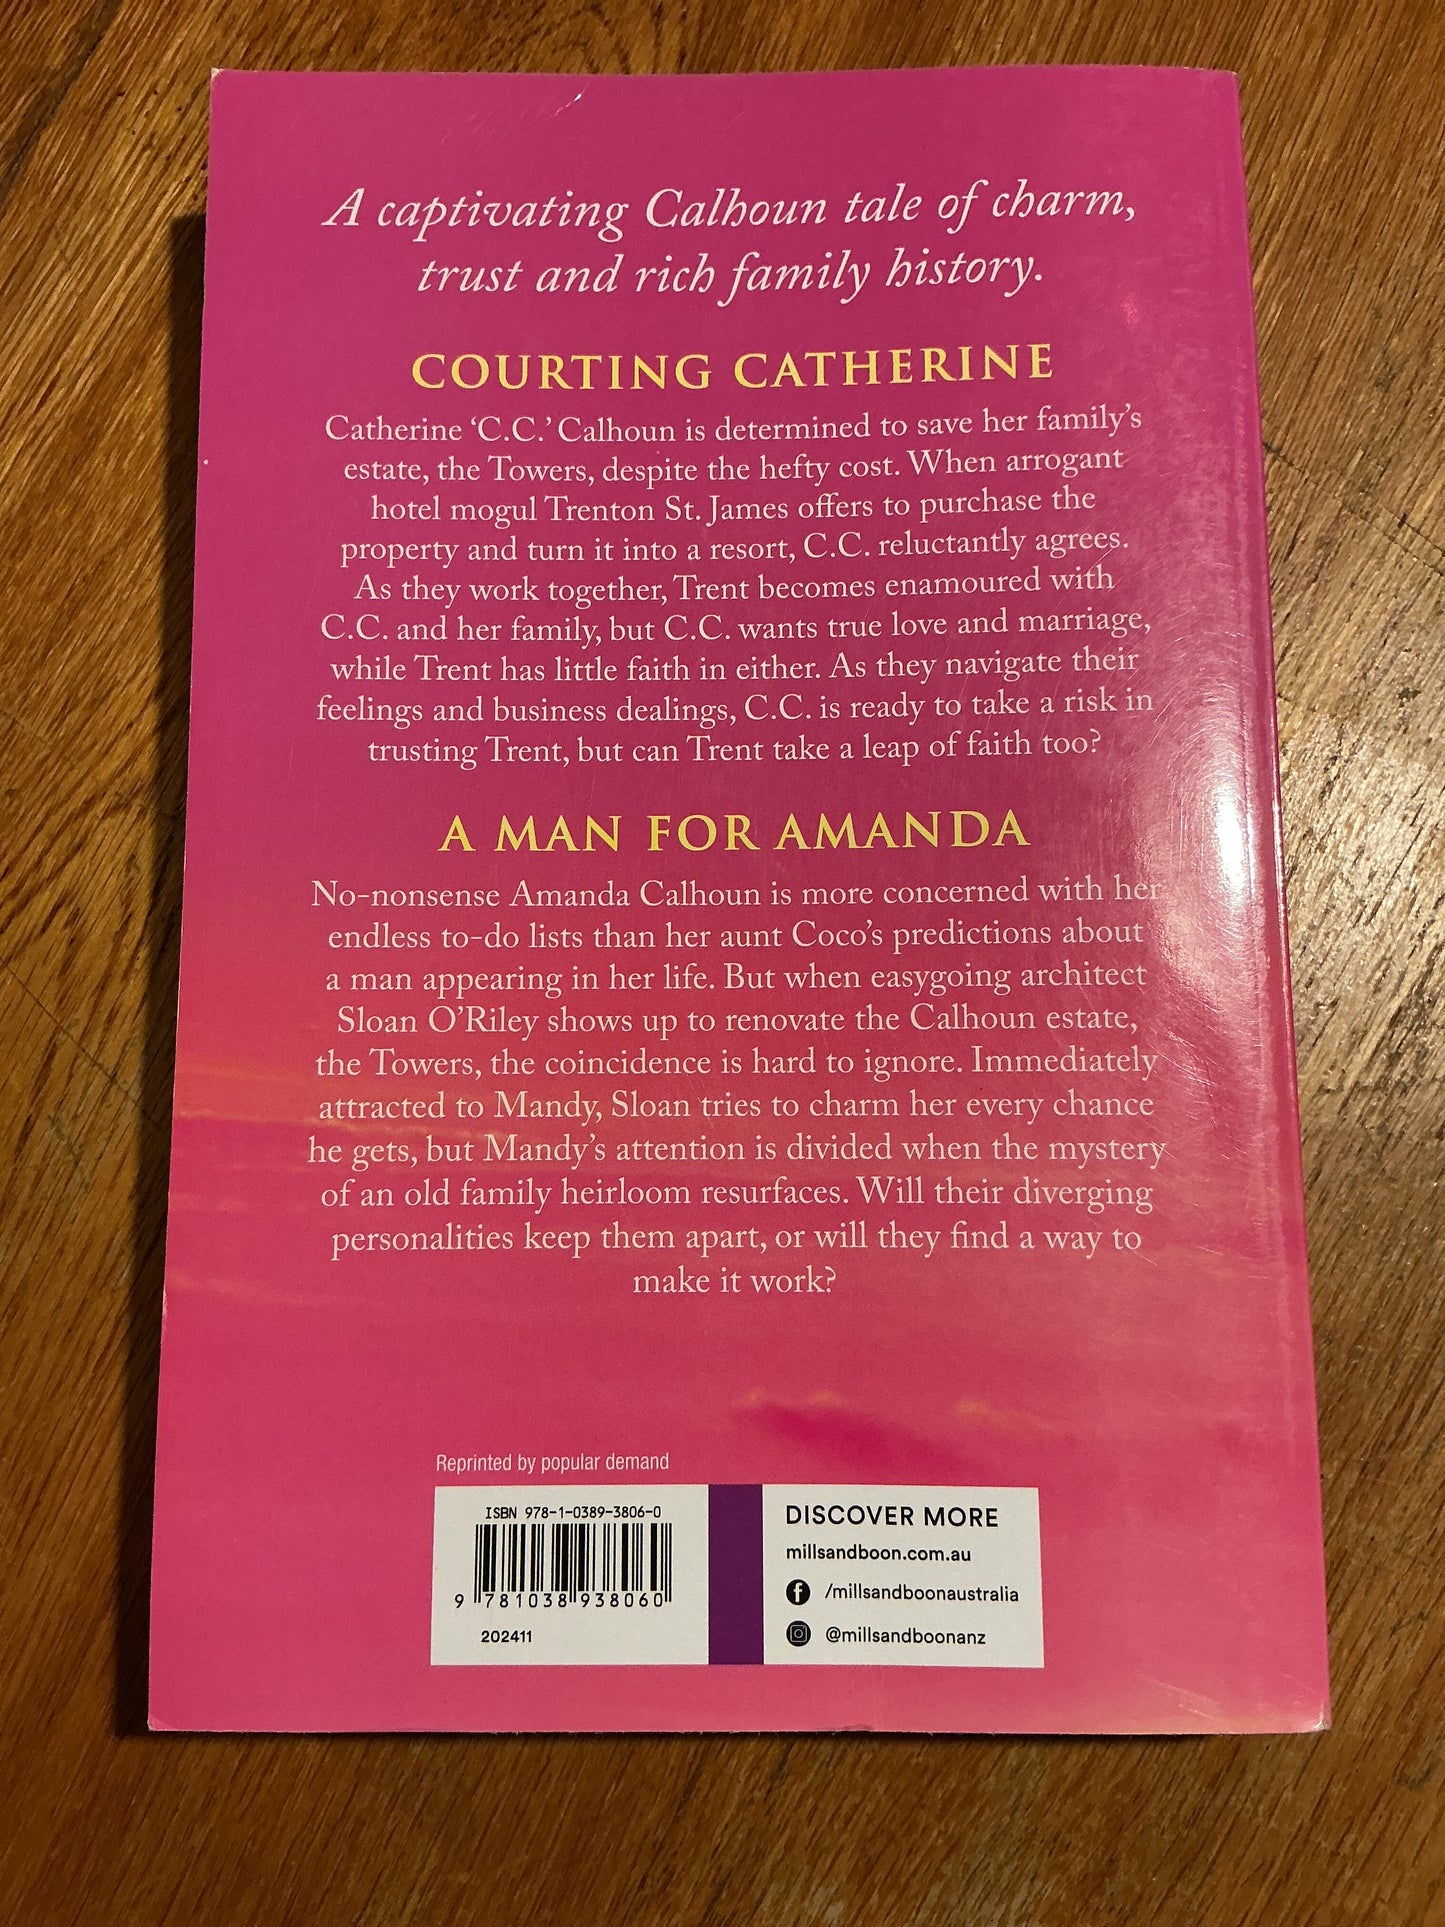 A captivating Calhoun tale of charm,
trust and rich family history.
COURTING CATHERINE
Catherine ‘C.C.’ Calhoun is determined to save her family’s
estate, the Towers, despite the hefty cost. When arrogant
hotel mogul Trenton St. James offers to purchase the
property and turn it into a resort, C.C. reluctantly agrees.
As they work together, Trent becomes enamoured with
C.C. and her family, but C.C. wants true love and marriage,
while Trent has little faith in either. As they navigate their
feelings and business dealings, C.C. is ready to take a risk in
trusting Trent, but can Trent take a leap of faith too?
A MAN FOR AMANDA
No-nonsense Amanda Calhoun is more concerned with her
endless to-do lists than her aunt Coco’s predictions about
a man appearing in her life. But when easygoing architect
Sloan O’Riley shows up to renovate the Calhoun estate,
the Towers, the coincidence is hard to ignore. Immediately
attracted to Mandy, Sloan tries to charm her every chance
he gets, but Mandy’s attention is divided when the mystery
of an old family heirloom resurfaces. Will their diverging
personalities keep them apart, or will they find a way to
make it work?
Reprinted by popular demand
ISBN 978-1-0389-3806-0
9 781038 938060
202411
DISCOVER MORE
millsandboon.com.au
/millsandboonaustralia
@millsandboonanz